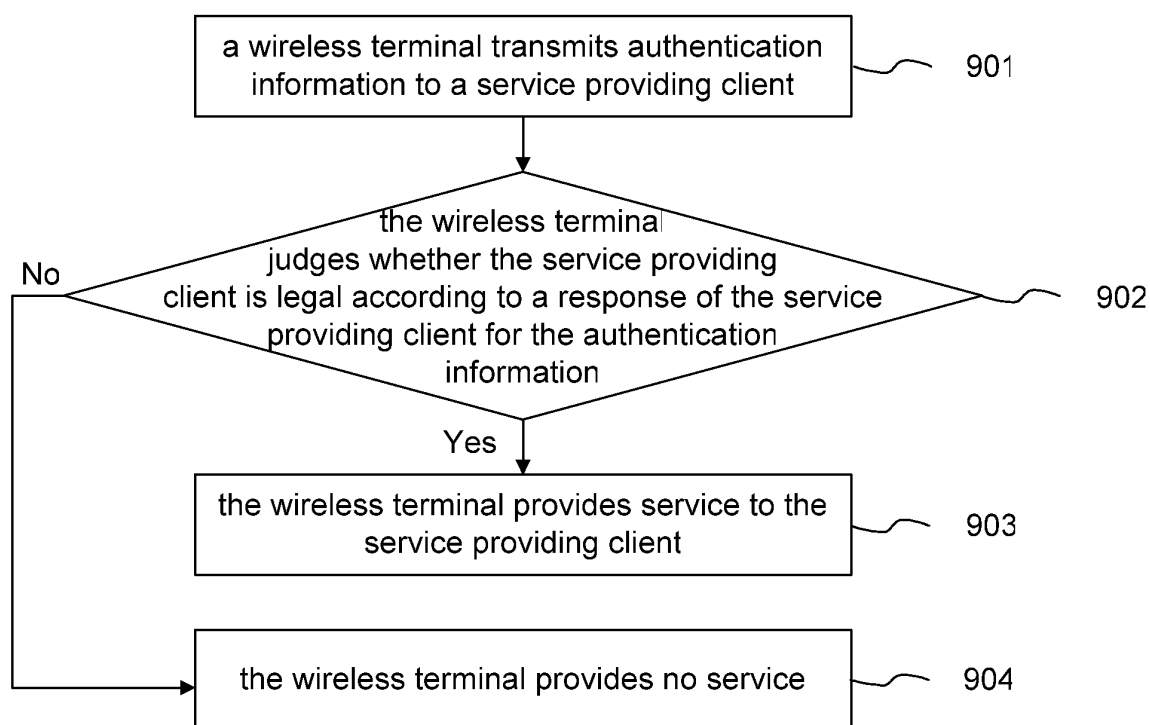 a wireless terminal transmits authentication
information to a service providing client
901
the wireless terminal
judges whether the service providing
client is legal according to a response of the service
providing client for the authentication
information
902
No
Yes
the wireless terminal provides service to the
service providing client
903
the wireless terminal provides no service
904